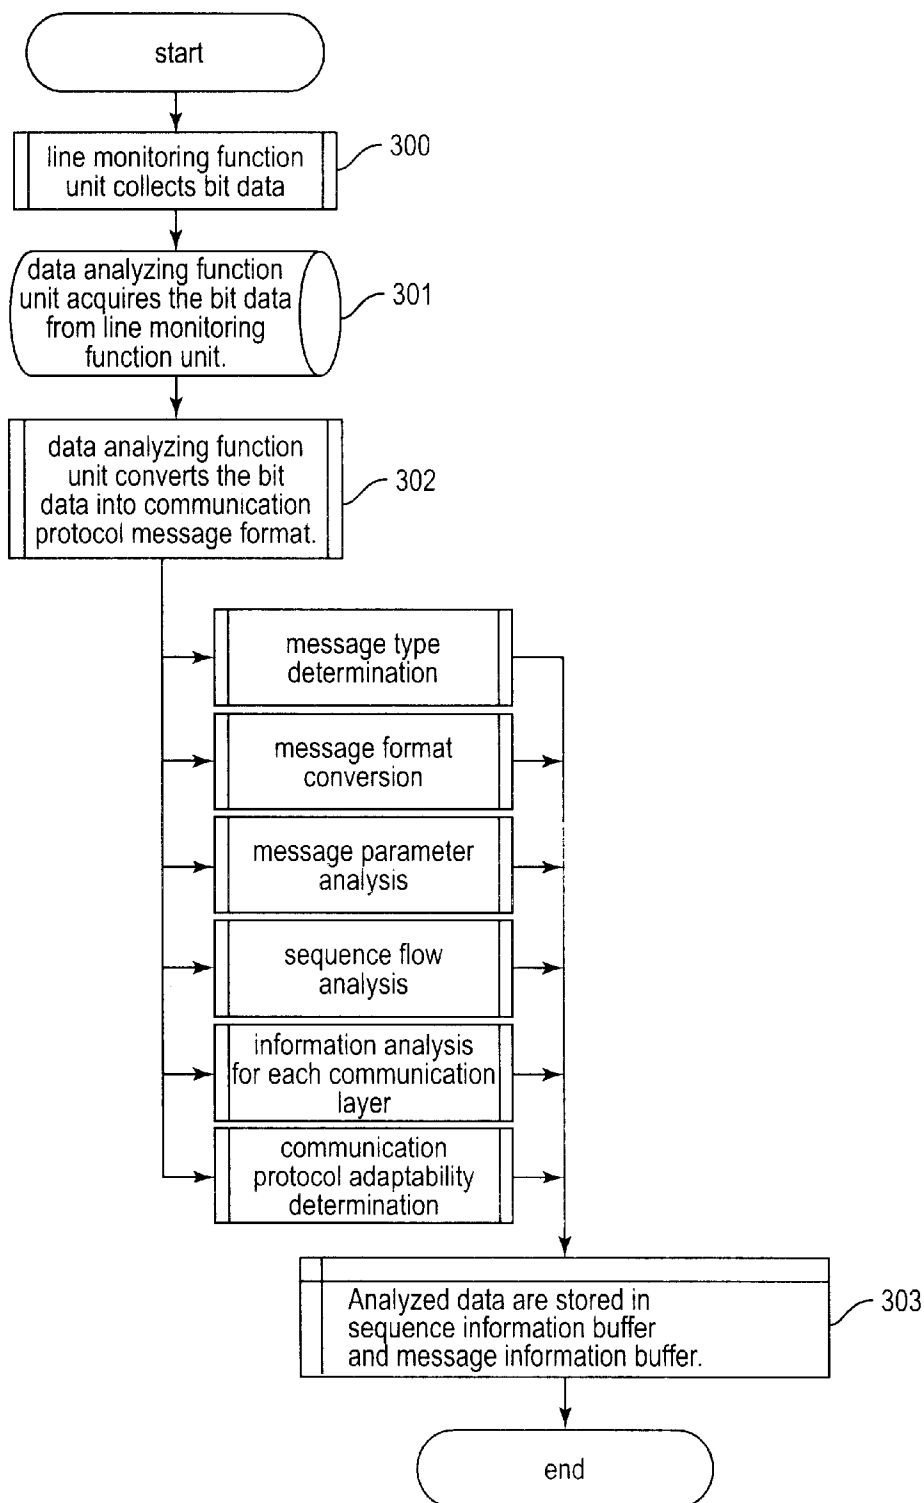 start
line monitoring function
unit collects bit data
300
data analyzing function
unit acquires the bit data
from line monitoring
function unit.
301
data analyzing function
unit converts the bit
data into communication
protocol message format.
302
message type
determination
message format
conversion
message parameter
analysis
sequence flow
analysis
information analysis
for each communication
layer
communication
protocol adaptability
determination
Analyzed data are stored in
sequence information buffer
and message information buffer.
303
end